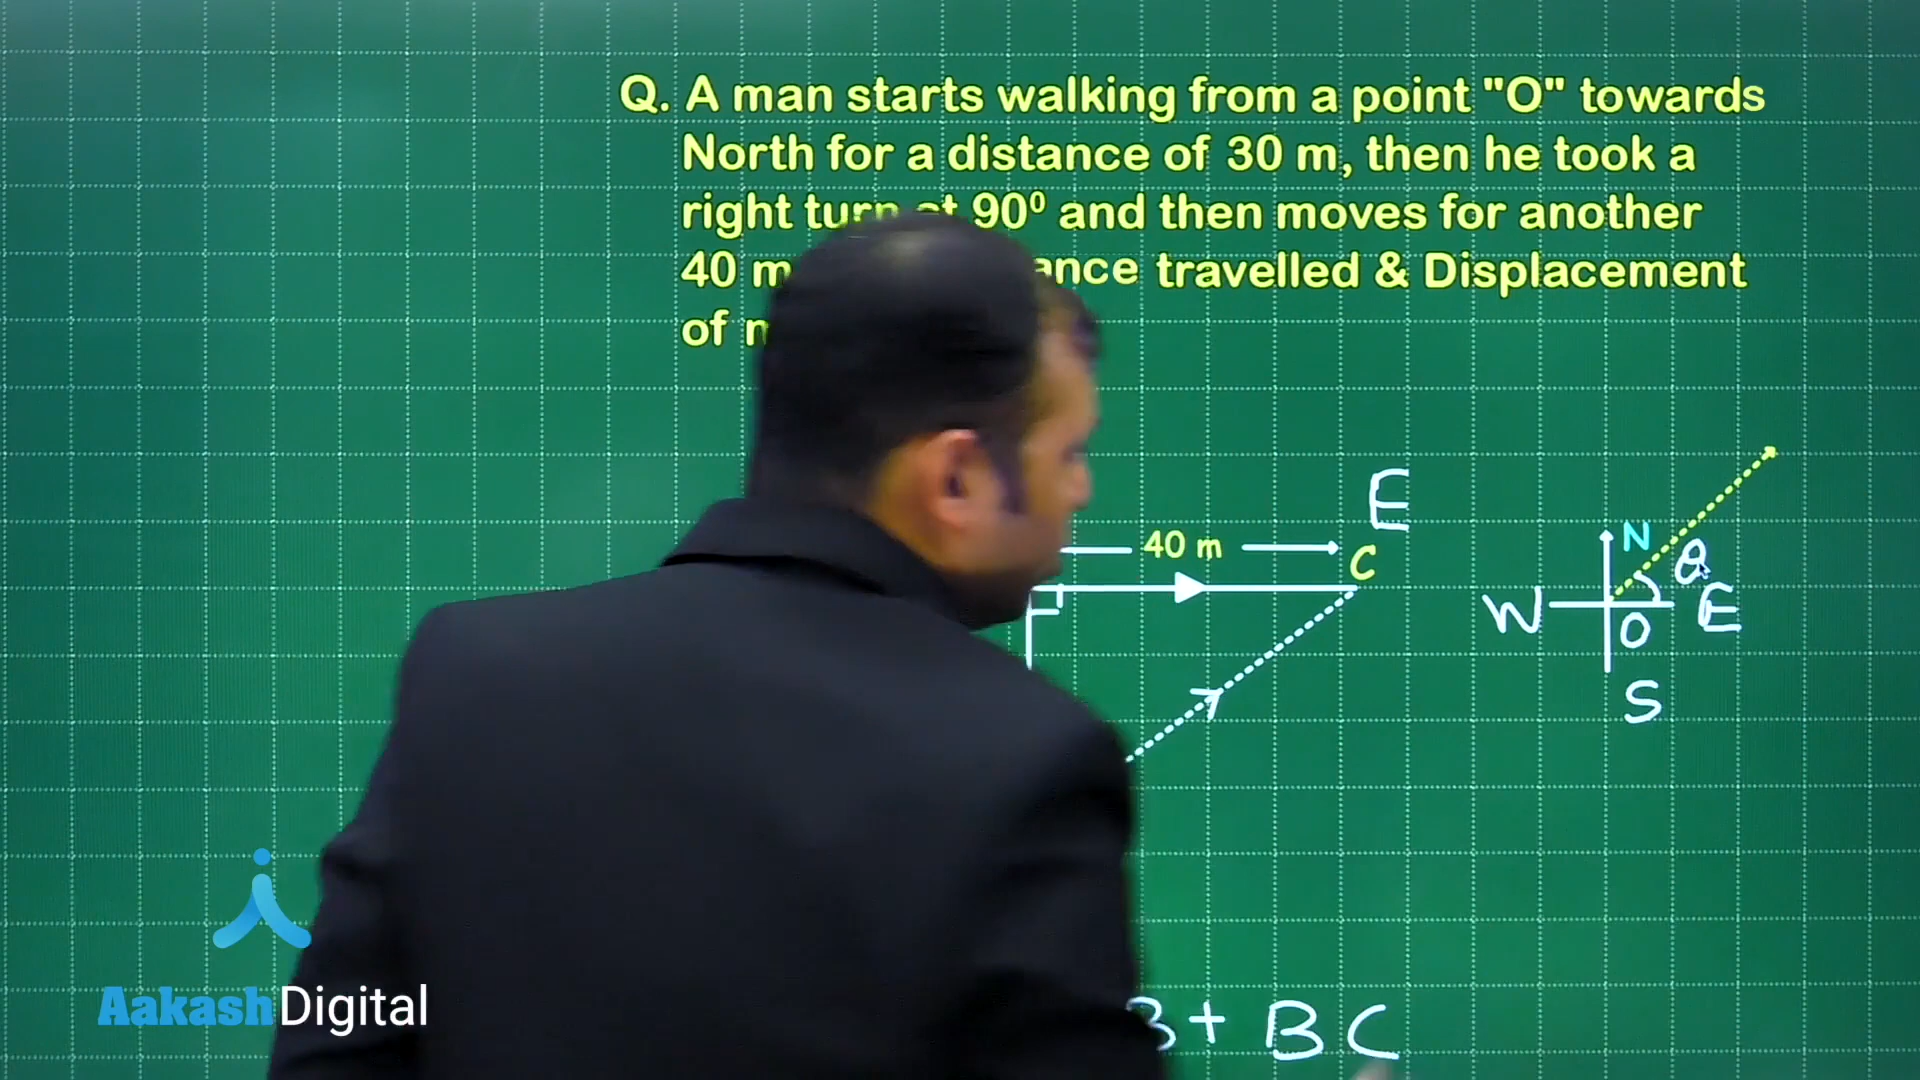 Q. A man starts walking from a point "O" towards
North for a distance of 30 m, then he took a
right turn at 90⁰ and then moves for another
40 m travelled & Displacement
of
E
40 m
C
N
θ
W
E
O
S
B + BC
Aakash Digital